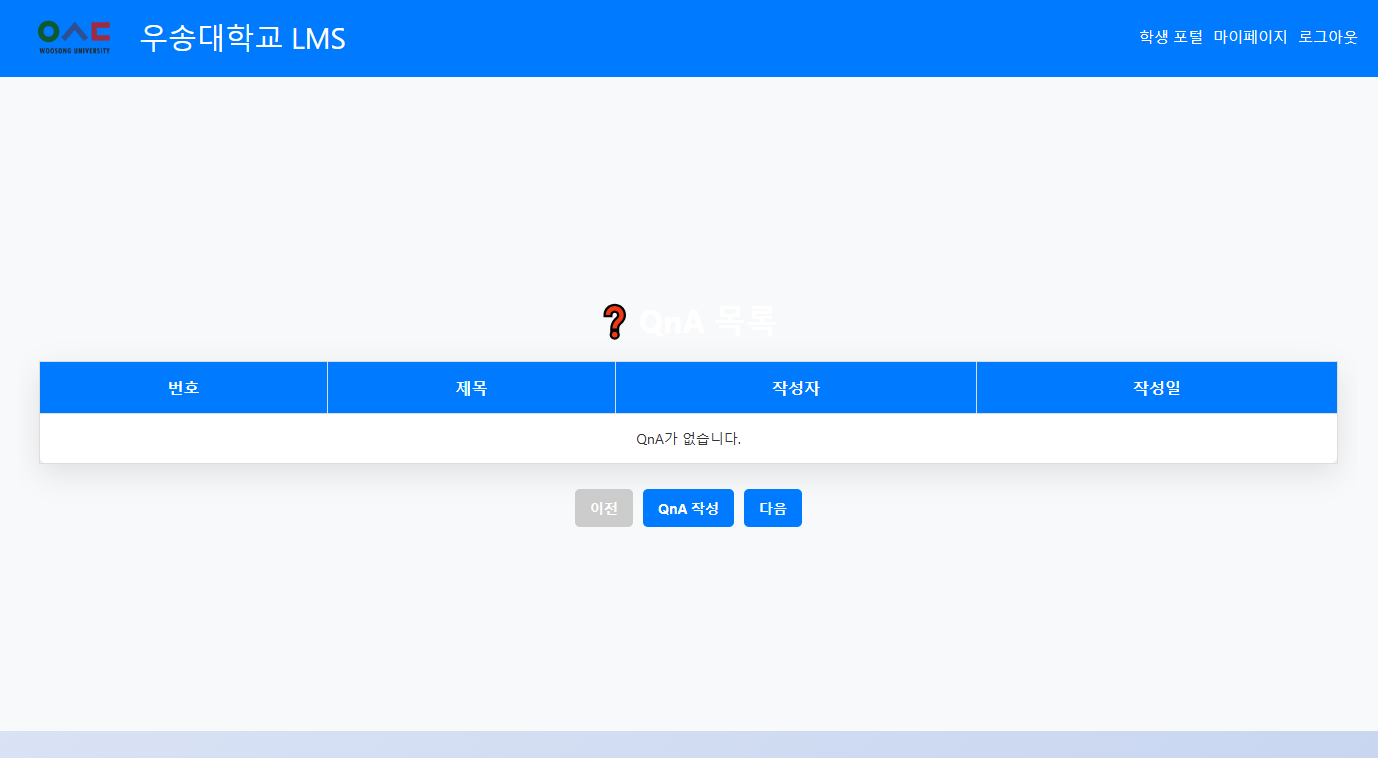 WOOSONG UNIVERSITY
우송대학교 LMS
학생 포털 마이페이지 로그아웃
❓ QnA 목록
번호 제목 작성자 작성일
QnA가 없습니다.
이전 QnA 작성 다음